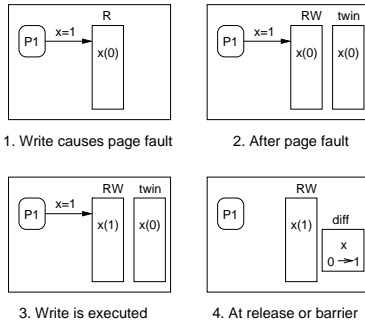 R
x=1
P1
x(0)
1. Write causes page fault
RW twin
x=1
P1
x(0) x(0)
2. After page fault
RW twin
x=1
P1
x(1) x(0)
3. Write is executed
RW
P1
x(1)
diff
x
0 → 1
4. At release or barrier